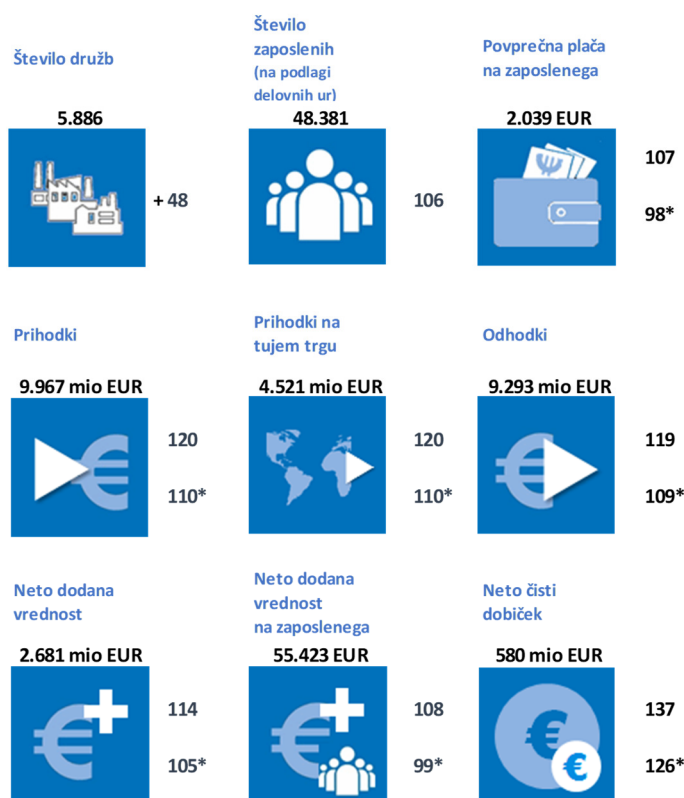 Število družb
5.886
+ 48
Število
zaposlenih
(na podlagi
delovnih ur)
48.381
106
Povprečna plača
na zaposlenega
2.039 EUR
107
98*
Prihodki
9.967 mio EUR
120
110*
Prihodki na
tujem trgu
4.521 mio EUR
120
110*
Odhodki
9.293 mio EUR
119
109*
Neto dodana
vrednost
2.681 mio EUR
114
105*
Neto dodana
vrednost
na zaposlenega
55.423 EUR
108
99*
Neto čisti
dobiček
580 mio EUR
137
126*